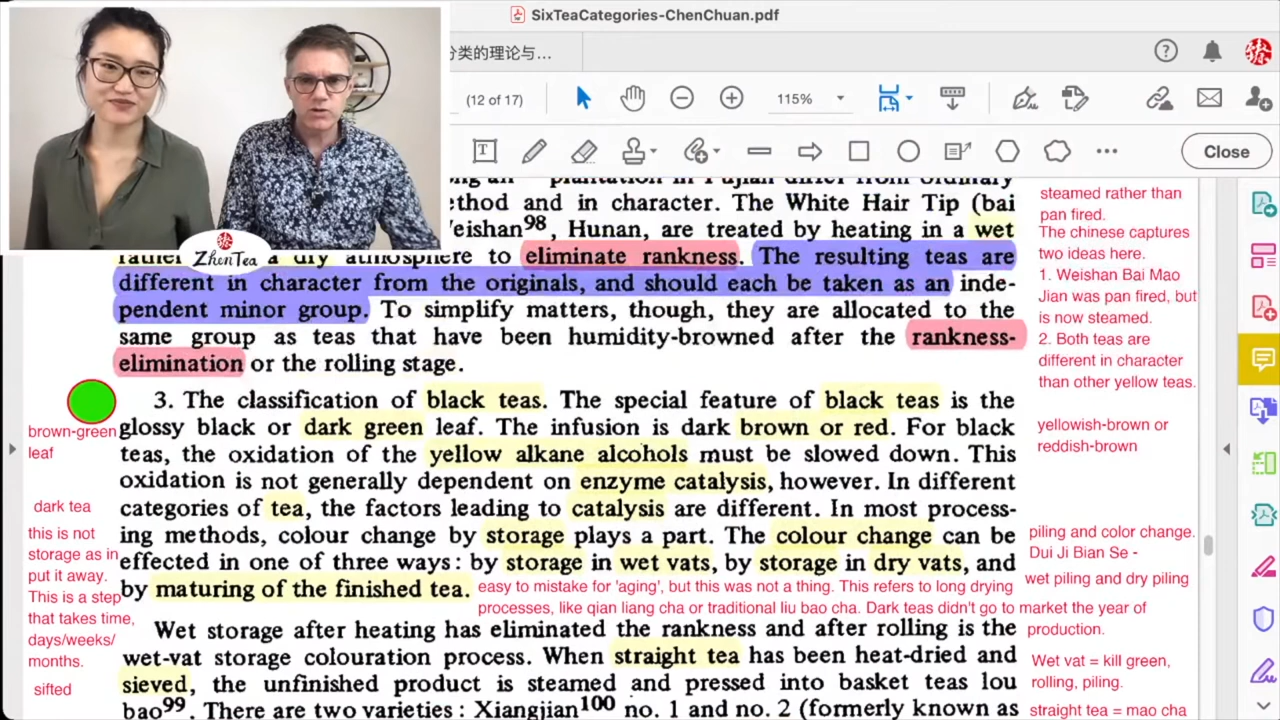 SixTeaCategories-ChenChuan.pdf
分类的理论与...
(12 of 17)
115%
T
Close
plantation in Fujian differ from ordinary
ethod and in character. The White Hair Tip (bai
eishan98, Hunan, are treated by heating in a wet
rather a dry atmosphere to eliminate rankness. The resulting teas are
different in character from the originals, and should each be taken as an inde-
pendent minor group. To simplify matters, though, they are allocated to the
same group as teas that have been humidity-browned after the rankness-
elimination or the rolling stage.
ZhenTea
steamed rather than
pan fired.
The chinese captures
two ideas here.
1. Weishan Bai Mao
Jian was pan fired, but
is now steamed.
2. Both teas are
different in character
than other yellow teas.
3. The classification of black teas. The special feature of black teas is the
glossy black or dark green leaf. The infusion is dark brown or red. For black
teas, the oxidation of the yellow alkane alcohols must be slowed down. This
oxidation is not generally dependent on enzyme catalysis, however. In different
categories of tea, the factors leading to catalysis are different. In most process-
ing methods, colour change by storage plays a part. The colour change can be
effected in one of three ways: by storage in wet vats, by storage in dry vats, and
by maturing of the finished tea.
easy to mistake for 'aging', but this was not a thing. This refers to long drying
processes, like qian liang cha or traditional liu bao cha. Dark teas didn't go to market the year of
production.
brown-green
leaf
dark tea
this is not
storage as in
put it away.
This is a step
that takes time,
days/weeks/
months.
sifted
yellowish-brown or
reddish-brown
piling and color change.
Dui Ji Bian Se -
wet piling and dry piling
Wet storage after heating has eliminated the rankness and after rolling is the
wet-vat storage colouration process. When straight tea has been heat-dried and
sieved, the unfinished product is steamed and pressed into basket teas lou
bao99. There are two varieties: Xiangjian100 no. 1 and no. 2 (formerly known as
Wet vat = kill green,
rolling, piling.
straight tea = mao cha